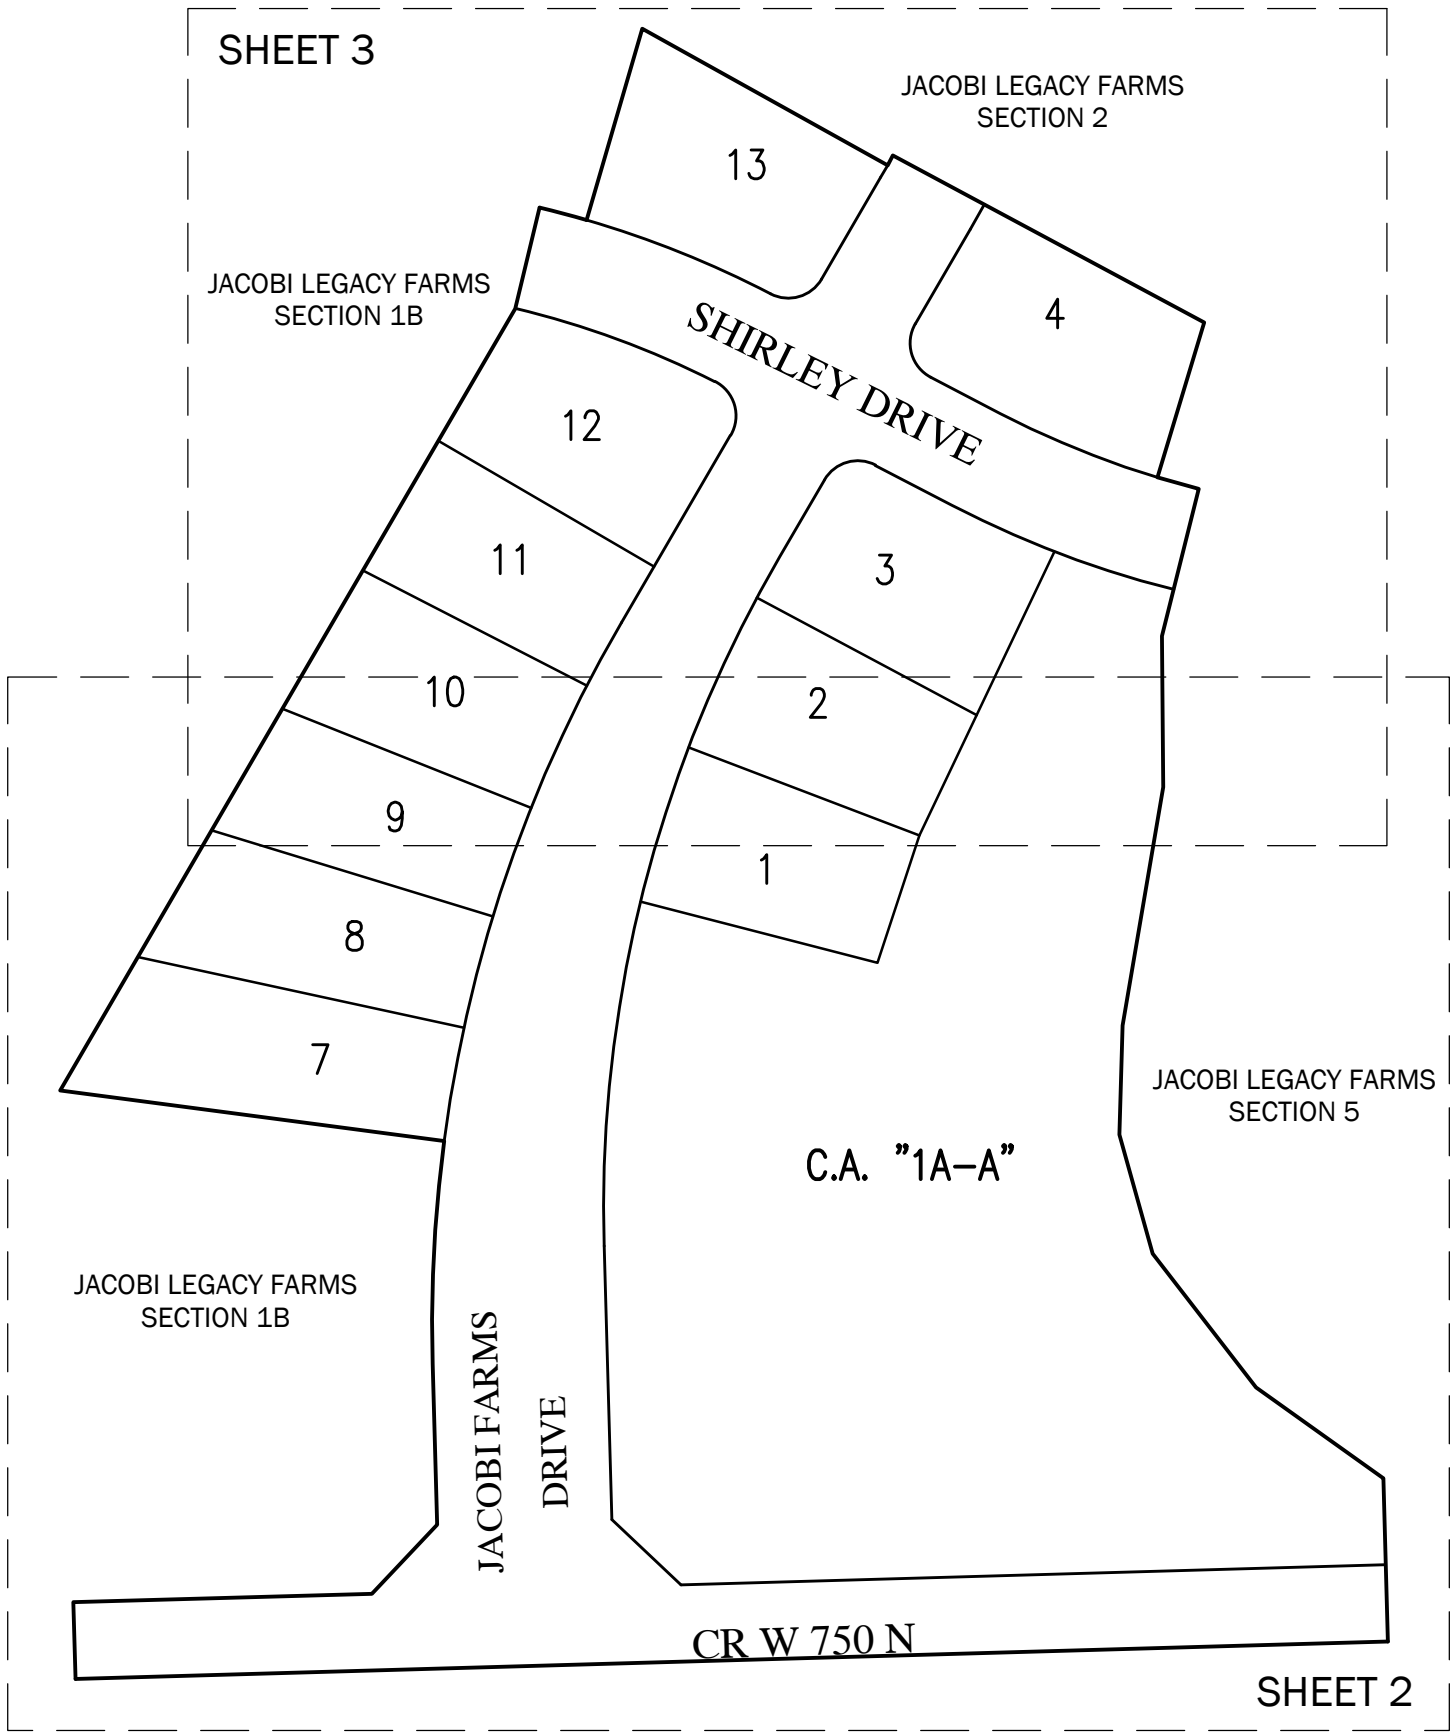 SHEET 3
JACOBI LEGACY FARMS
SECTION 2
13
JACOBI LEGACY FARMS
SECTION 1B
4
SHIRLEY DRIVE
12
11
3
10
2
9
1
8
7
JACOBI LEGACY FARMS
SECTION 5
C.A. "1A-A"
JACOBI LEGACY FARMS
SECTION 1B
JACOBI FARMS
DRIVE
CR W 750 N
SHEET 2